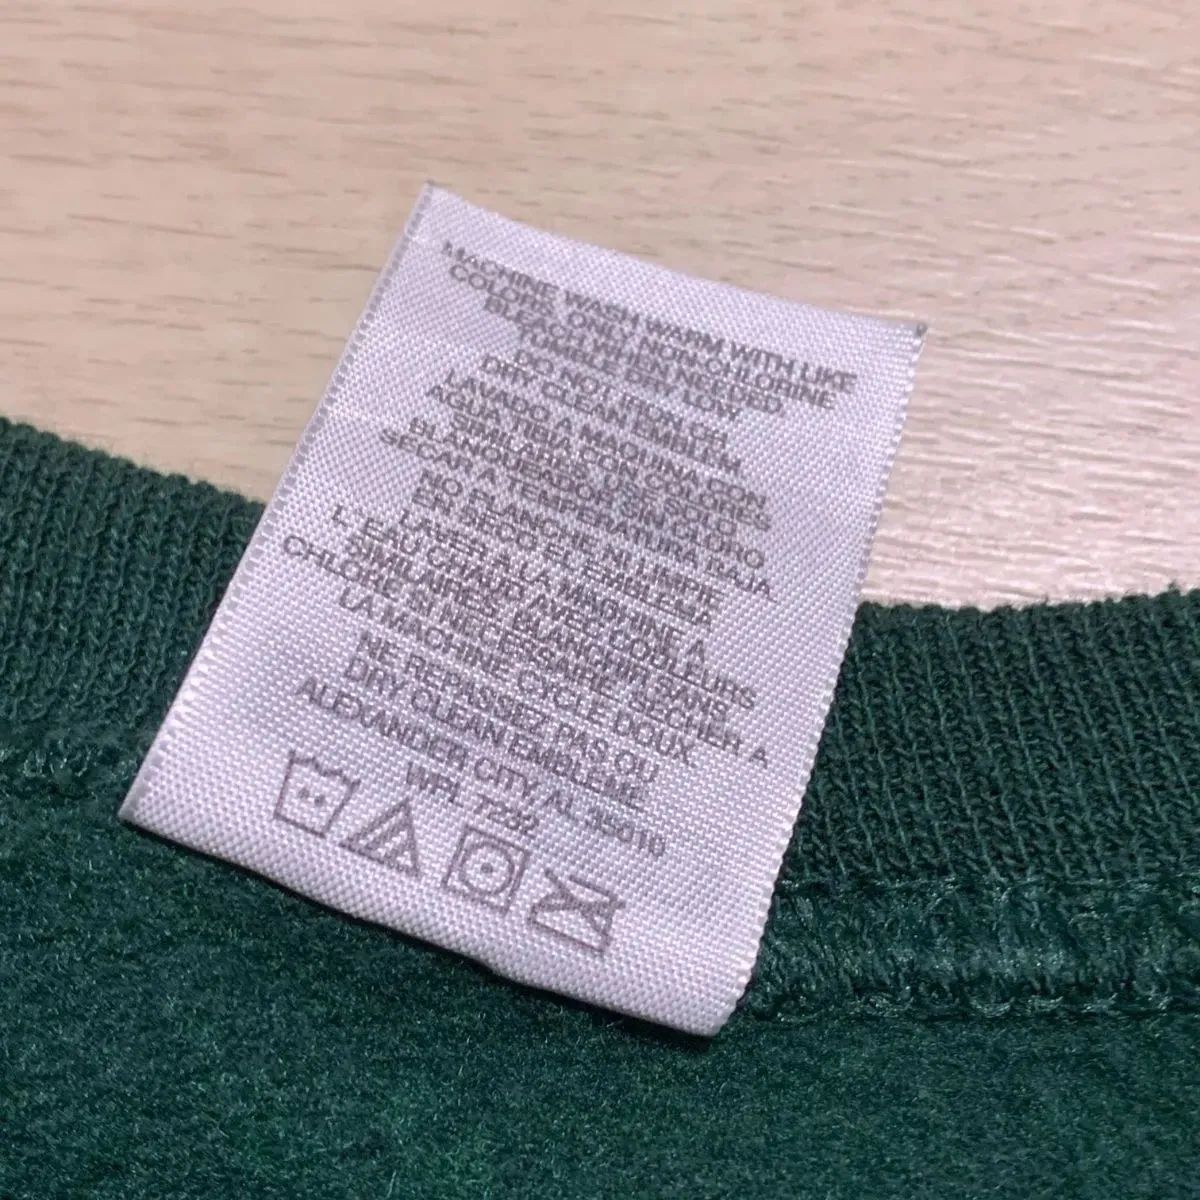 MACHINE WASH WARM WITH LIKE
COLORS, ONLY NON-CHLORINE
BLEACH WHEN NEEDED.
TUMBLE DRY LOW.
DO NOT IRON OR
DRY CLEAN EMBLEM.
LAVADO A MAQUINA CON
AGUA TIBIA CON COLORES
SIMILARES, USE SOLO
BLANQUEADOR SIN CLORO
SECAR A TEMPERATURA BAJA.
NO PLANCHE NI LIMPIE
EN SECO EL EMBLEMA.
LAVER A LA MACHINE A
L'EAU CHAUD AVEC COULEURS
SIMILAIRES, BLANCHIR SANS
CHLORE SI NECESSAIRE. SECHER A
LA MACHINE CYCLE DOUX.
NE REPASSEZ PAS OU
DRY CLEAN EMBLEME.
ALEXANDER CITY, AL 35010
WPL 7232